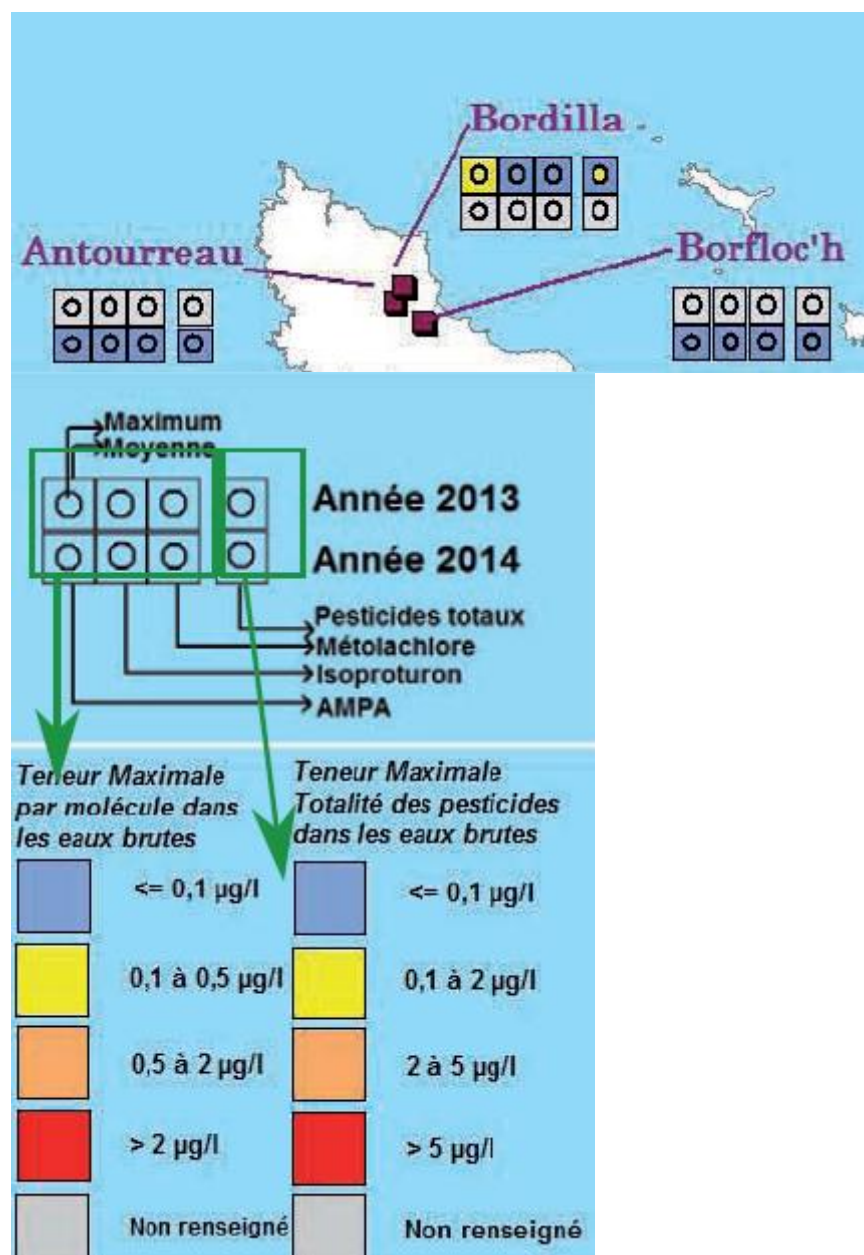 Bordilla
Antourreau
Borfloc'h
Maximum
Moyenne
Année 2013
Année 2014
Pesticides totaux
Métolachlore
Isoproturon
AMPA
Teneur Maximale
par molécule dans
les eaux brutes
<= 0,1 µg/l
0,1 à 0,5 µg/l
0,5 à 2 µg/l
> 2 µg/l
Non renseigné
Teneur Maximale
Totalité des pesticides
dans les eaux brutes
<= 0,1 µg/l
0,1 à 2 µg/l
2 à 5 µg/l
> 5 µg/l
Non renseigné